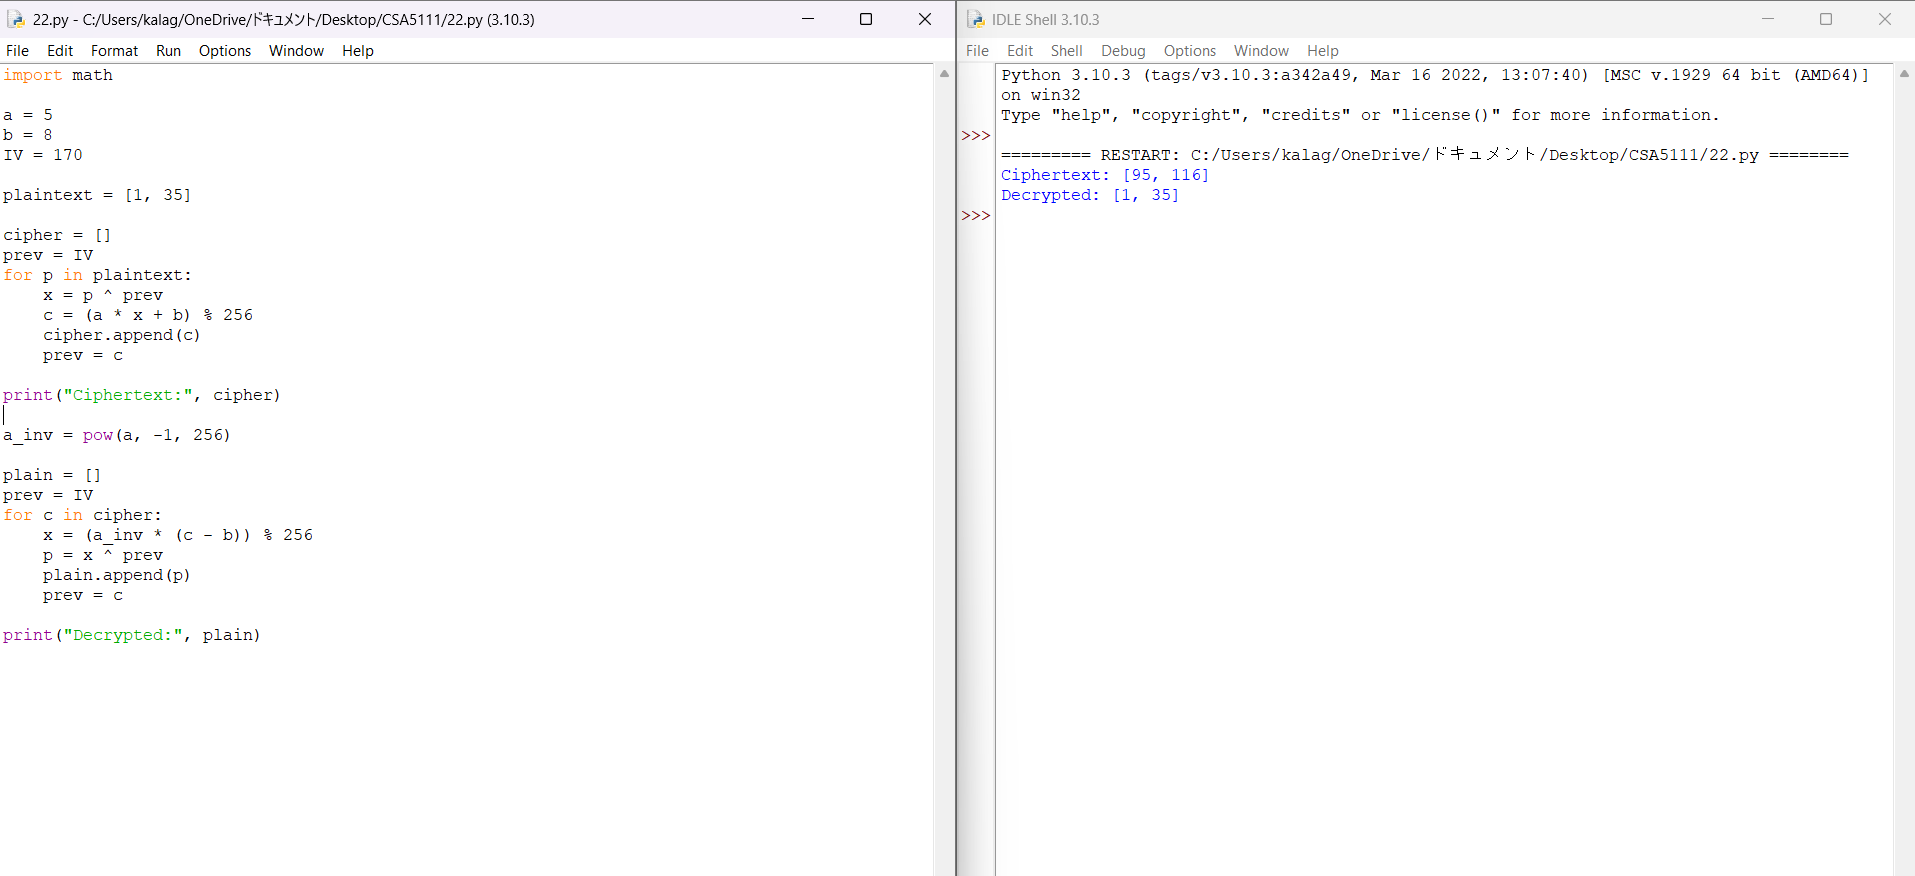 22.py - C:/Users/kalag/OneDrive/ドキュメント/Desktop/CSA5111/22.py (3.10.3)
File Edit Format Run Options Window Help
import math

a = 5
b = 8
IV = 170

plaintext = [1, 35]

cipher = []
prev = IV
for p in plaintext:
    x = p ^ prev
    c = (a * x + b) % 256
    cipher.append(c)
    prev = c

print("Ciphertext:", cipher)

a_inv = pow(a, -1, 256)

plain = []
prev = IV
for c in cipher:
    x = (a_inv * (c - b)) % 256
    p = x ^ prev
    plain.append(p)
    prev = c

print("Decrypted:", plain)
IDLE Shell 3.10.3
File Edit Shell Debug Options Window Help
Python 3.10.3 (tags/v3.10.3:a342a49, Mar 16 2022, 13:07:40) [MSC v.1929 64 bit (AMD64)]
on win32
Type "help", "copyright", "credits" or "license()" for more information.
>>>
========= RESTART: C:/Users/kalag/OneDrive/ドキュメント/Desktop/CSA5111/22.py ========
Ciphertext: [95, 116]
Decrypted: [1, 35]
>>>